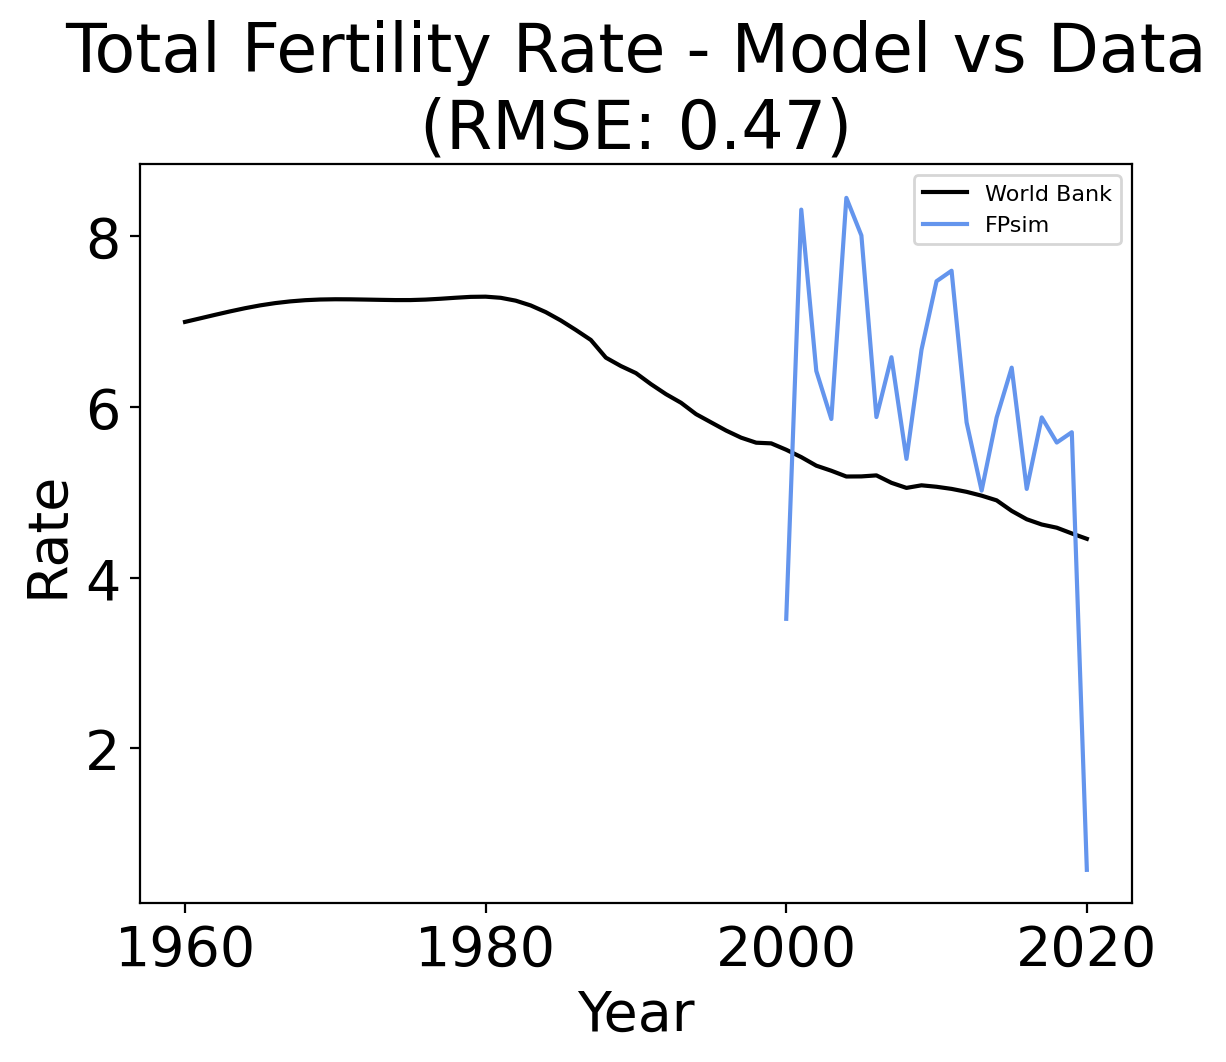 Total Fertility Rate - Model vs Data
(RMSE: 0.47)
World Bank
FPsim
8
6
4
2
Rate
1960
1980
2000
2020
Year